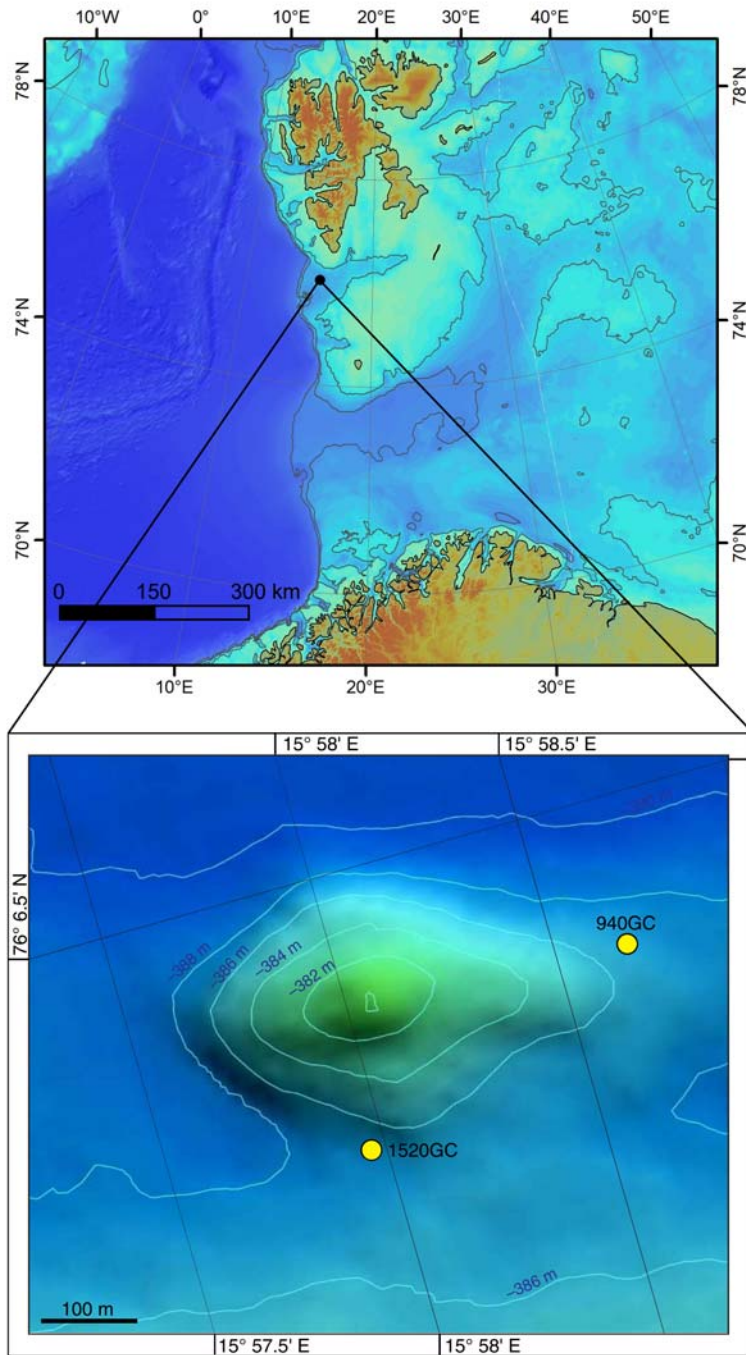 10°W 0° 10°E 20°E 30°E 40°E 50°E
78°N
78°N
74°N
74°N
70°N
70°N
0 150 300 km
10°E 20°E 30°E
15° 58' E 15° 58.5' E
76° 6.5' N
940GC
–388 m
–386 m
–384 m
–382 m
1520GC
–386 m
100 m
15° 57.5' E 15° 58' E